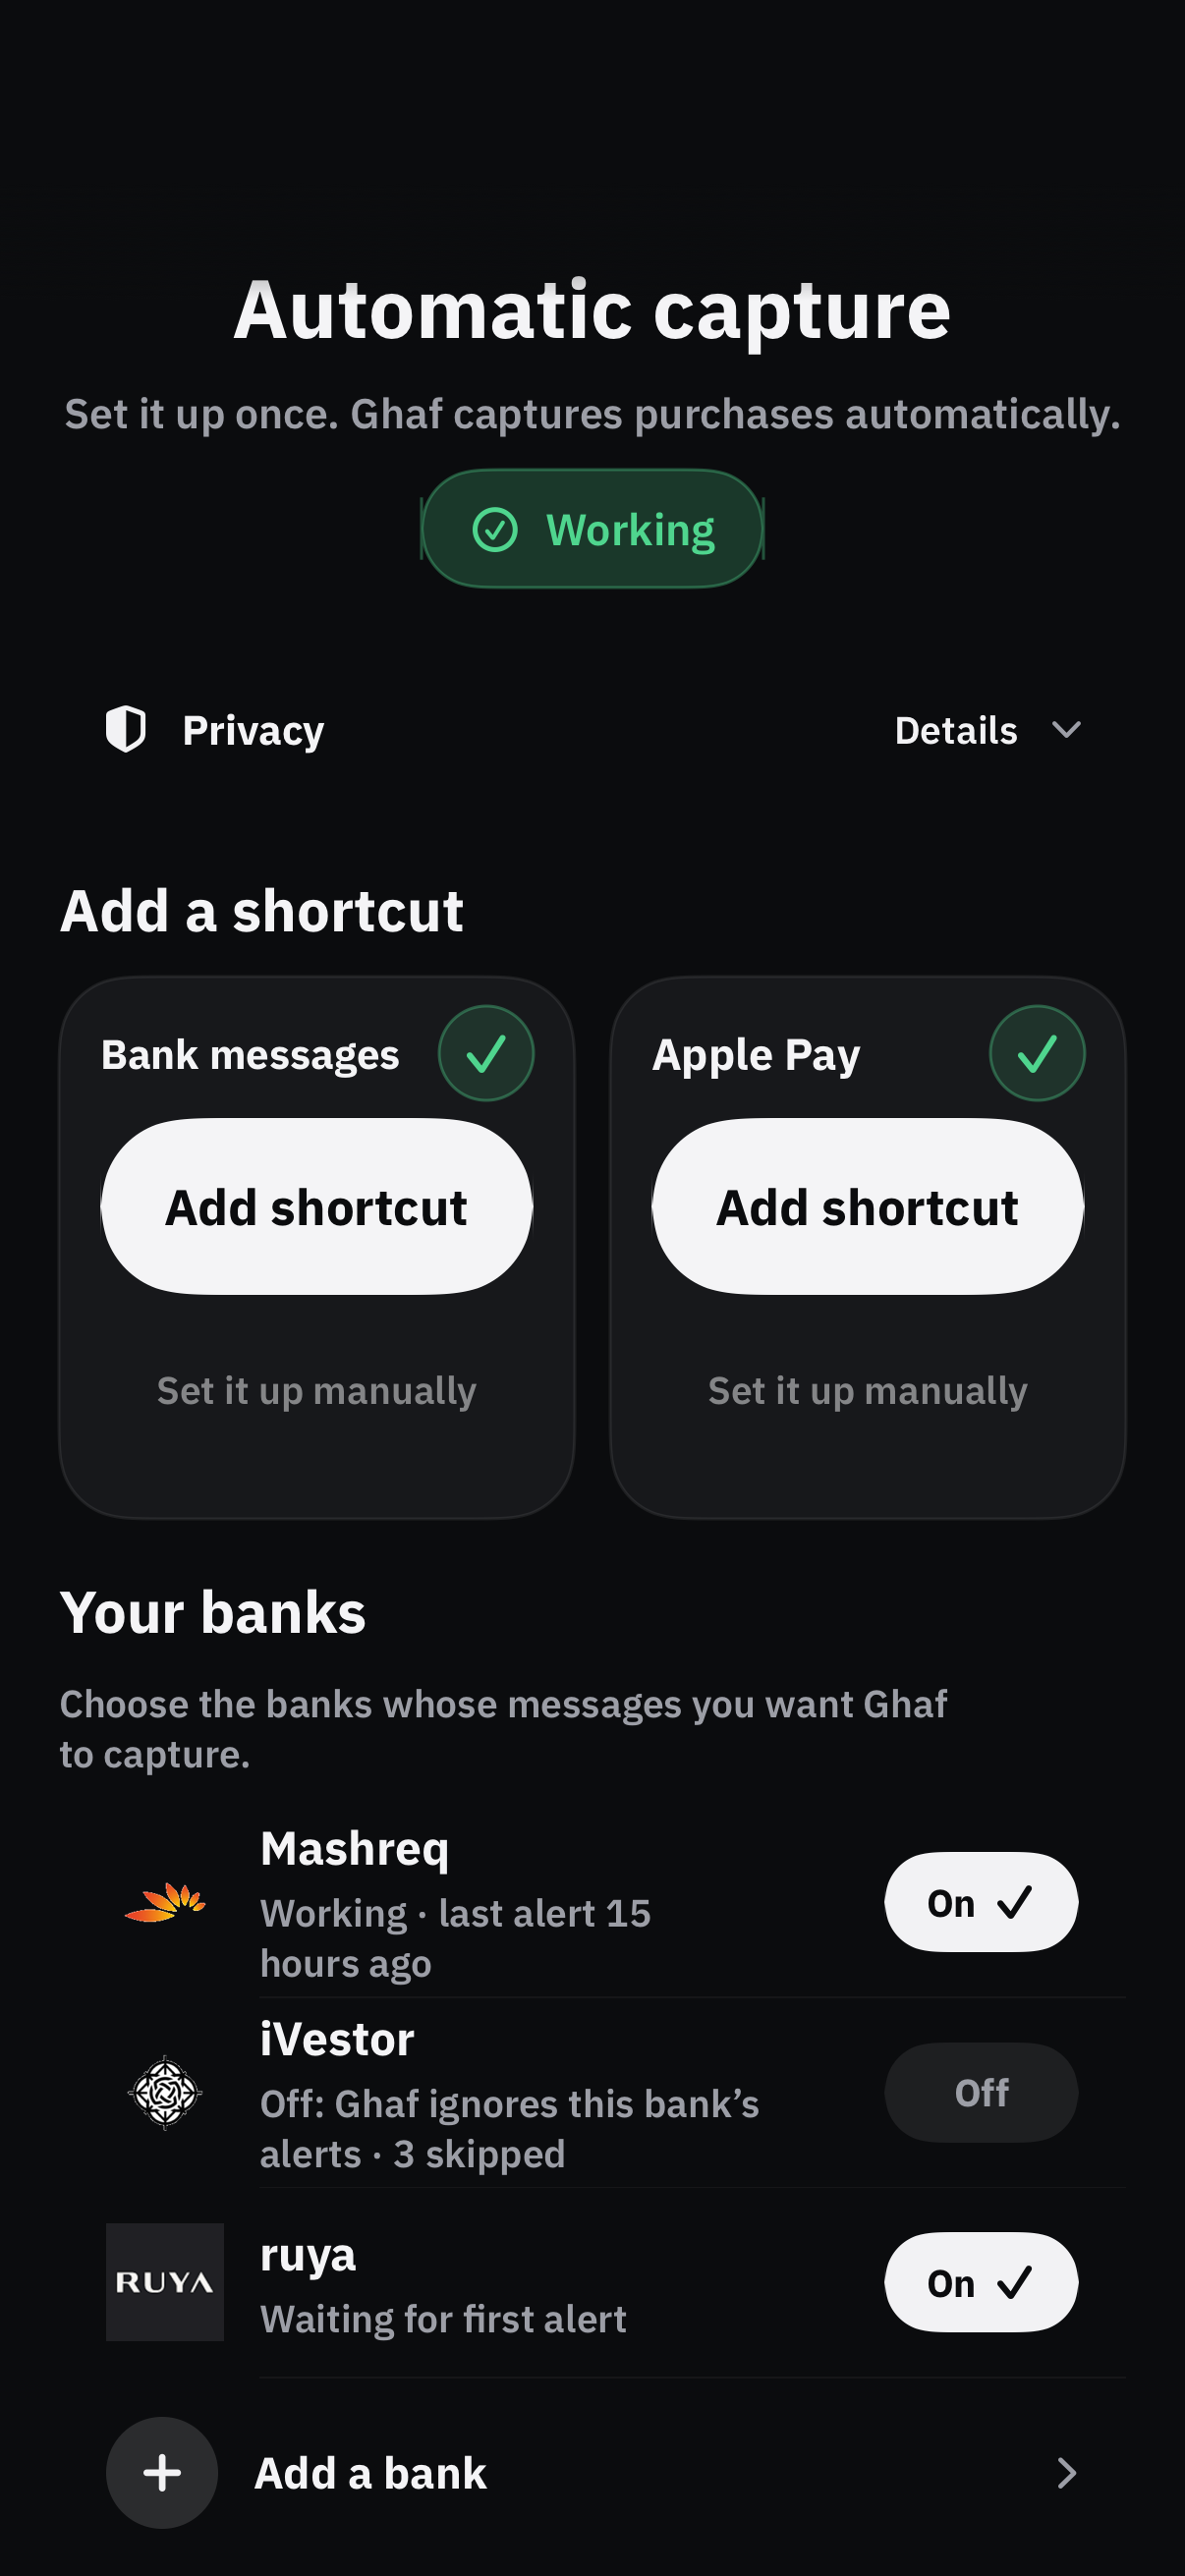 Automatic capture
Set it up once. Ghaf captures purchases automatically.
Working
Privacy
Details
Add a shortcut
Bank messages
Apple Pay
Add shortcut
Add shortcut
Set it up manually
Set it up manually
Your banks
Choose the banks whose messages you want Ghaf
to capture.
Mashreq
Working · last alert 15
hours ago
On
iVestor
Off: Ghaf ignores this bank’s
alerts · 3 skipped
Off
RUYA
ruya
Waiting for first alert
On
Add a bank